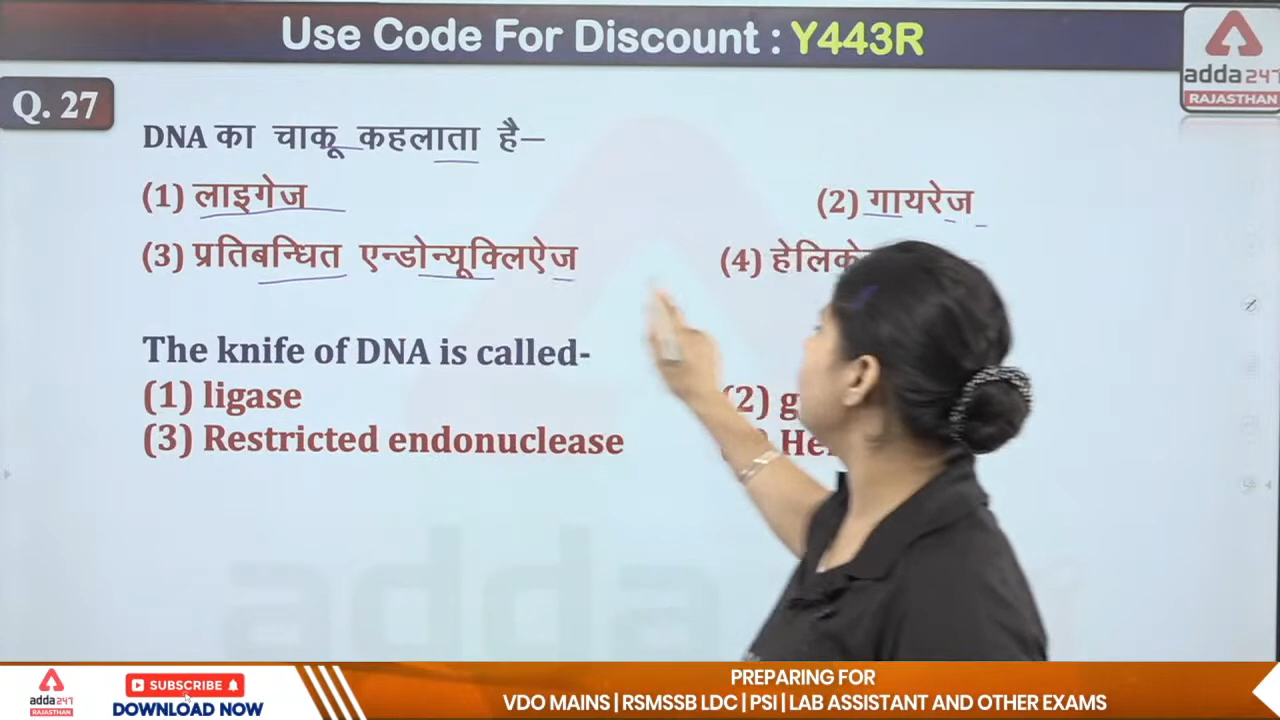 Use Code For Discount : Y443R
adda247
RAJASTHAN
Q. 27
DNA का चाकू कहलाता है–
(1) लाइगेज
(2) गायरेज
(3) प्रतिबन्धित एन्डोन्यूक्लिऐज
(4)
The knife of DNA is called-
(1) ligase
(2)
(3) Restricted endonuclease
adda
adda247
RAJASTHAN
SUBSCRIBE
DOWNLOAD NOW
PREPARING FOR
VDO MAINS | RSMSSB LDC | PSI | LAB ASSISTANT AND OTHER EXAMS